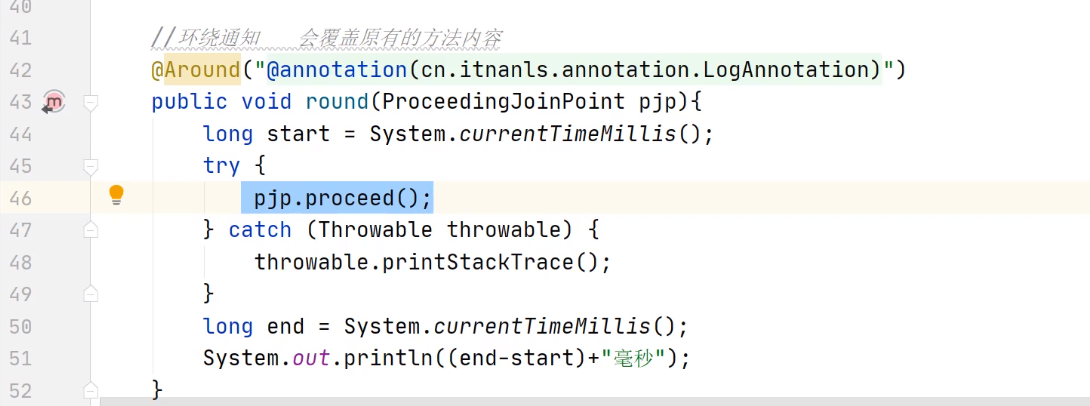 40
41 //环绕通知   会覆盖原有的方法内容
42 @Around("@annotation(cn.itnanls.annotation.LogAnnotation)")
43 public void round(ProceedingJoinPoint pjp){
44 long start = System.currentTimeMillis();
45 try {
46 pjp.proceed();
47 } catch (Throwable throwable) {
48 throwable.printStackTrace();
49 }
50 long end = System.currentTimeMillis();
51 System.out.println((end-start)+"毫秒");
52 }